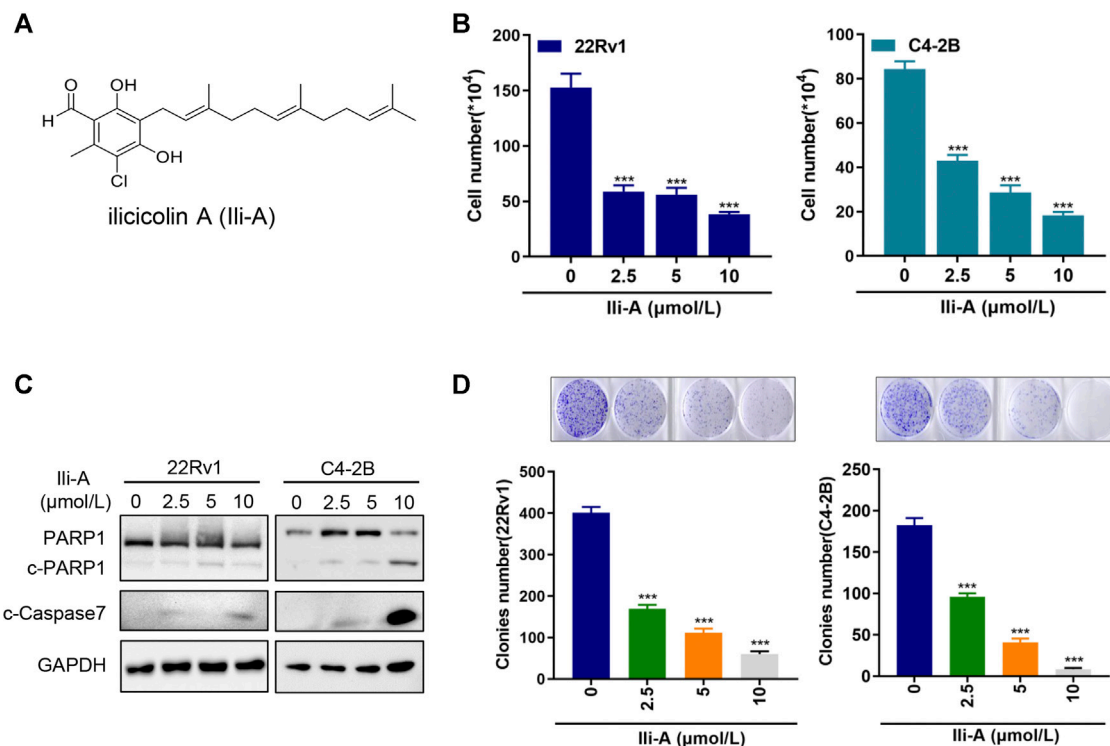 A
O
H
OH
OH
Cl
ilicicolin A (Ili-A)
B
22Rv1
Cell number(*10⁴)
200
150
100
50
0
***
***
***
0 2.5 5 10
Ili-A (μmol/L)
C4-2B
Cell number(*10⁴)
100
80
60
40
20
0
***
***
***
0 2.5 5 10
Ili-A (μmol/L)
C
Ili-A
(μmol/L)
22Rv1
C4-2B
0 2.5 5 10
0 2.5 5 10
PARP1
c-PARP1
c-Caspase7
GAPDH
D
Clonies number(22Rv1)
500
400
300
200
100
0
***
***
***
0 2.5 5 10
Ili-A (μmol/L)
Clonies number(C4-2B)
250
200
150
100
50
0
***
***
***
0 2.5 5 10
Ili-A (μmol/L)